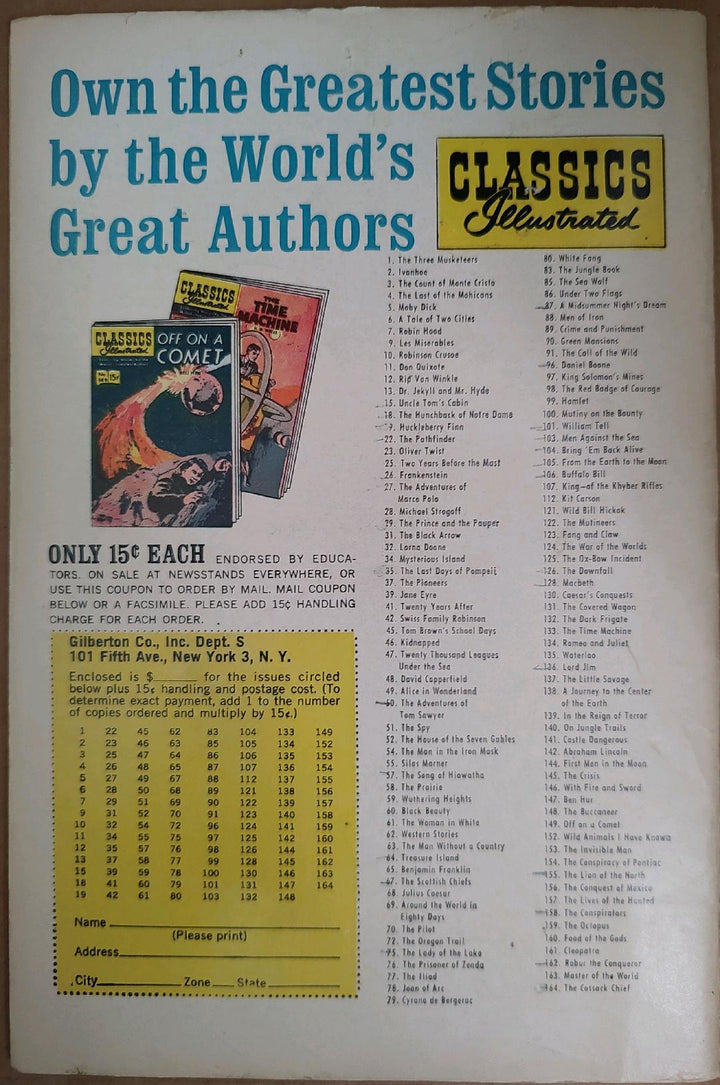 Own the Greatest Stories
by the World's
Great Authors
CLASSICS
Illustrated
CLASSICS
Illustrated
THE
TIME
MACHINE
CLASSICS
Illustrated
OFF ON A
COMET
15¢
ONLY 15¢ EACH ENDORSED BY EDUCA-
TORS. ON SALE AT NEWSSTANDS EVERYWHERE, OR
USE THIS COUPON TO ORDER BY MAIL. MAIL COUPON
BELOW OR A FACSIMILE. PLEASE ADD 15¢ HANDLING
CHARGE FOR EACH ORDER.
Gilberton Co., Inc. Dept. S
101 Fifth Ave., New York 3, N. Y.
Enclosed is $ for the issues circled
below plus 15¢ handling and postage cost. (To
determine exact payment, add 1 to the number
of copies ordered and multiply by 15¢.)
1 22 45 62 83 104 133 149
2 23 46 63 85 105 134 152
3 25 47 64 86 106 135 153
4 26 48 65 87 107 136 154
5 27 49 67 88 112 137 155
6 28 50 68 89 121 138 156
7 29 51 69 90 122 139 157
9 31 52 70 91 123 140 158
10 32 54 72 96 124 141 159
11 34 55 75 97 125 142 160
12 35 57 76 98 126 144 161
13 37 58 77 99 128 145 162
15 39 59 78 100 130 146 163
18 41 60 79 101 131 147 164
19 42 61 80 103 132 148
Name
(Please print)
Address
City Zone State
1. The Three Musketeers
2. Ivanhoe
3. The Count of Monte Cristo
4. The Last of the Mohicans
5. Moby Dick
6. A Tale of Two Cities
7. Robin Hood
9. Les Miserables
10. Robinson Crusoe
11. Don Quixote
12. Rip Van Winkle
13. Dr. Jekyll and Mr. Hyde
15. Uncle Tom's Cabin
18. The Hunchback of Notre Dame
19. Huckleberry Finn
22. The Pathfinder
23. Oliver Twist
25. Two Years Before the Mast
26. Frankenstein
27. The Adventures of
Marco Polo
28. Michael Strogoff
29. The Prince and the Pauper
31. The Black Arrow
32. Lorna Doone
34. Mysterious Island
35. The Last Days of Pompeii
37. The Pioneers
39. Jane Eyre
41. Twenty Years After
42. Swiss Family Robinson
45. Tom Brown's School Days
46. Kidnapped
47. Twenty Thousand Leagues
Under the Sea
48. David Copperfield
49. Alice in Wonderland
50. The Adventures of
Tom Sawyer
51. The Spy
52. The House of the Seven Gables
54. The Man in the Iron Mask
55. Silas Marner
57. The Song of Hiawatha
58. The Prairie
59. Wuthering Heights
60. Black Beauty
61. The Woman in White
62. Western Stories
63. The Man Without a Country
64. Treasure Island
65. Benjamin Franklin
67. The Scottish Chiefs
68. Julius Caesar
69. Around the World in
Eighty Days
70. The Pilot
72. The Oregon Trail
75. The Lady of the Lake
76. The Prisoner of Zenda
77. The Iliad
78. Joan of Arc
79. Cyrano de Bergerac
80. White Fang
83. The Jungle Book
85. The Sea Wolf
86. Under Two Flags
87. A Midsummer Night's Dream
88. Men of Iron
89. Crime and Punishment
90. Green Mansions
91. The Call of the Wild
96. Daniel Boone
97. King Solomon's Mines
98. The Red Badge of Courage
99. Hamlet
100. Mutiny on the Bounty
101. William Tell
103. Men Against the Sea
104. Bring 'Em Back Alive
105. From the Earth to the Moon
106. Buffalo Bill
107. King—of the Khyber Rifles
112. Kit Carson
121. Wild Bill Hickok
122. The Mutineers
123. Fang and Claw
124. The War of the Worlds
125. The Ox-Bow Incident
126. The Downfall
128. Macbeth
130. Caesar's Conquests
131. The Covered Wagon
132. The Dark Frigate
133. The Time Machine
134. Romeo and Juliet
135. Waterloo
136. Lord Jim
137. The Little Savage
138. A Journey to the Center
of the Earth
139. In the Reign of Terror
140. On Jungle Trails
141. Castle Dangerous
142. Abraham Lincoln
144. First Men in the Moon
145. The Crisis
146. With Fire and Sword
147. Ben Hur
148. The Buccaneer
149. Off on a Comet
152. Wild Animals I Have Known
153. The Invisible Man
154. The Conspiracy of Pontiac
155. The Lion of the North
156. The Conquest of Mexico
157. The Lives of the Hunted
158. The Conspirators
159. The Octopus
160. Food of the Gods
161. Cleopatra
162. Robur the Conqueror
163. Master of the World
164. The Cossack Chief